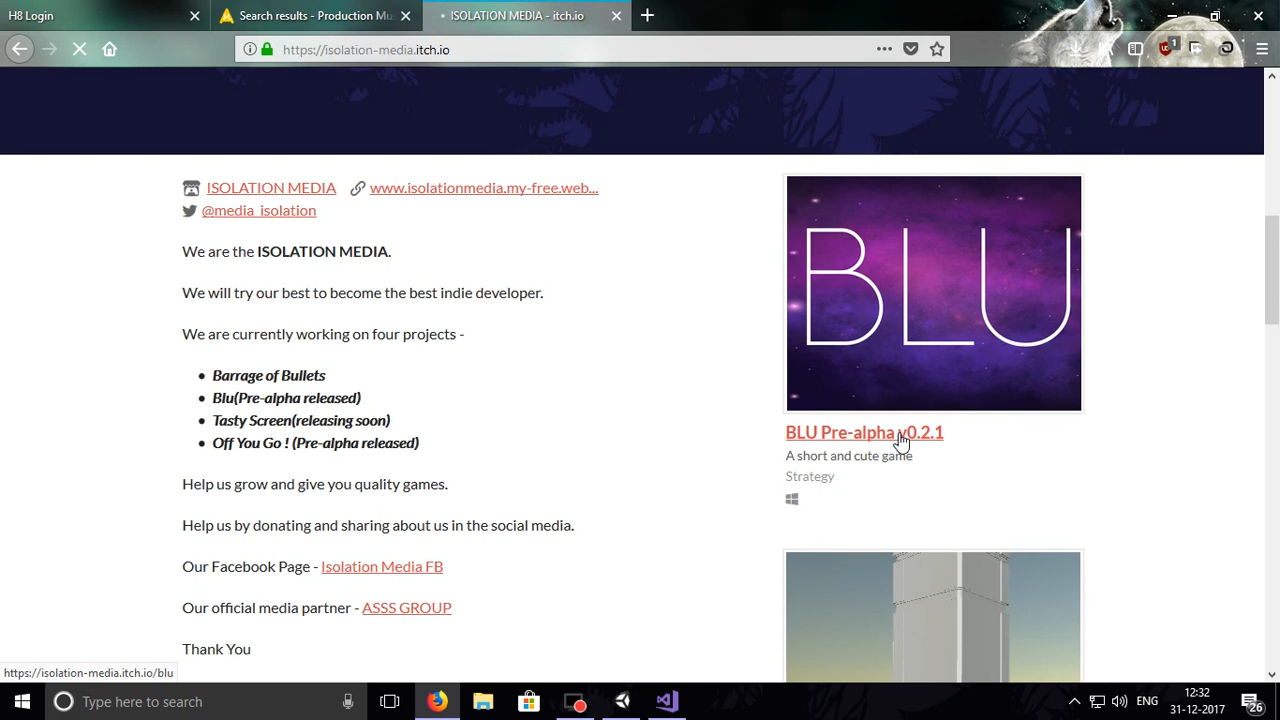 H8 Login
Search results - Production Mu
ISOLATION MEDIA - itch.io
https://isolation-media.itch.io
1
BLU
ISOLATION MEDIA www.isolationmedia.my-free.web...
@media_isolation
We are the ISOLATION MEDIA.
We will try our best to become the best indie developer.
We are currently working on four projects -
• Barrage of Bullets
• Blu(Pre-alpha released)
• Tasty Screen(releasing soon)
• Off You Go ! (Pre-alpha released)
Help us grow and give you quality games.
Help us by donating and sharing about us in the social media.
Our Facebook Page - Isolation Media FB
Our official media partner - ASSS GROUP
Thank You
BLU Pre-alpha v0.2.1
A short and cute game
Strategy
https://isolation-media.itch.io/blu
Type here to search
ENG
12:32
31-12-2017
26